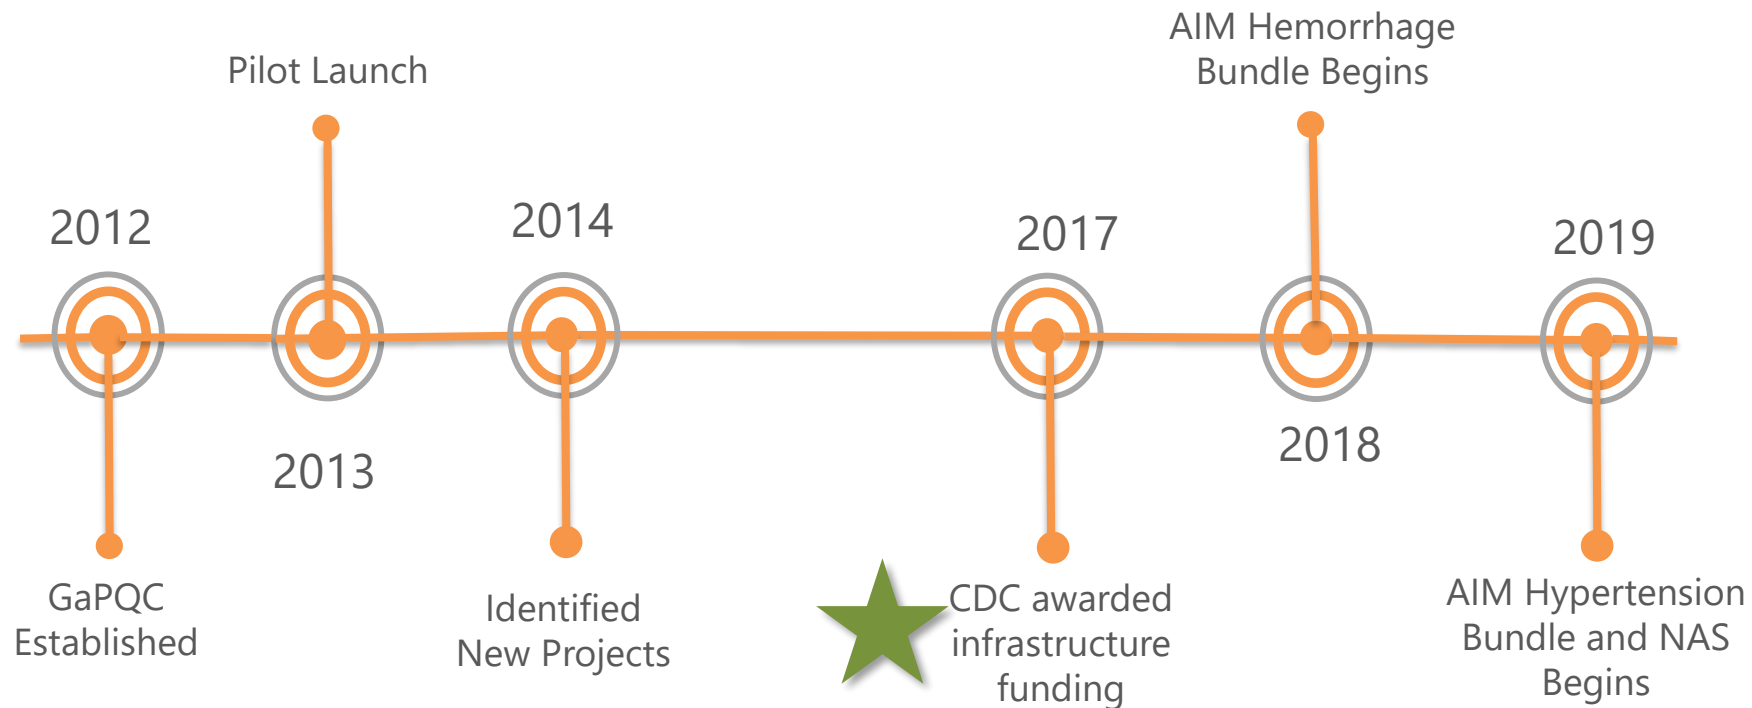 2012
GaPQC
Established
Pilot Launch
2013
2014
Identified
New Projects
2017
CDC awarded
infrastructure
funding
AIM Hemorrhage
Bundle Begins
2018
2019
AIM Hypertension
Bundle and NAS
Begins